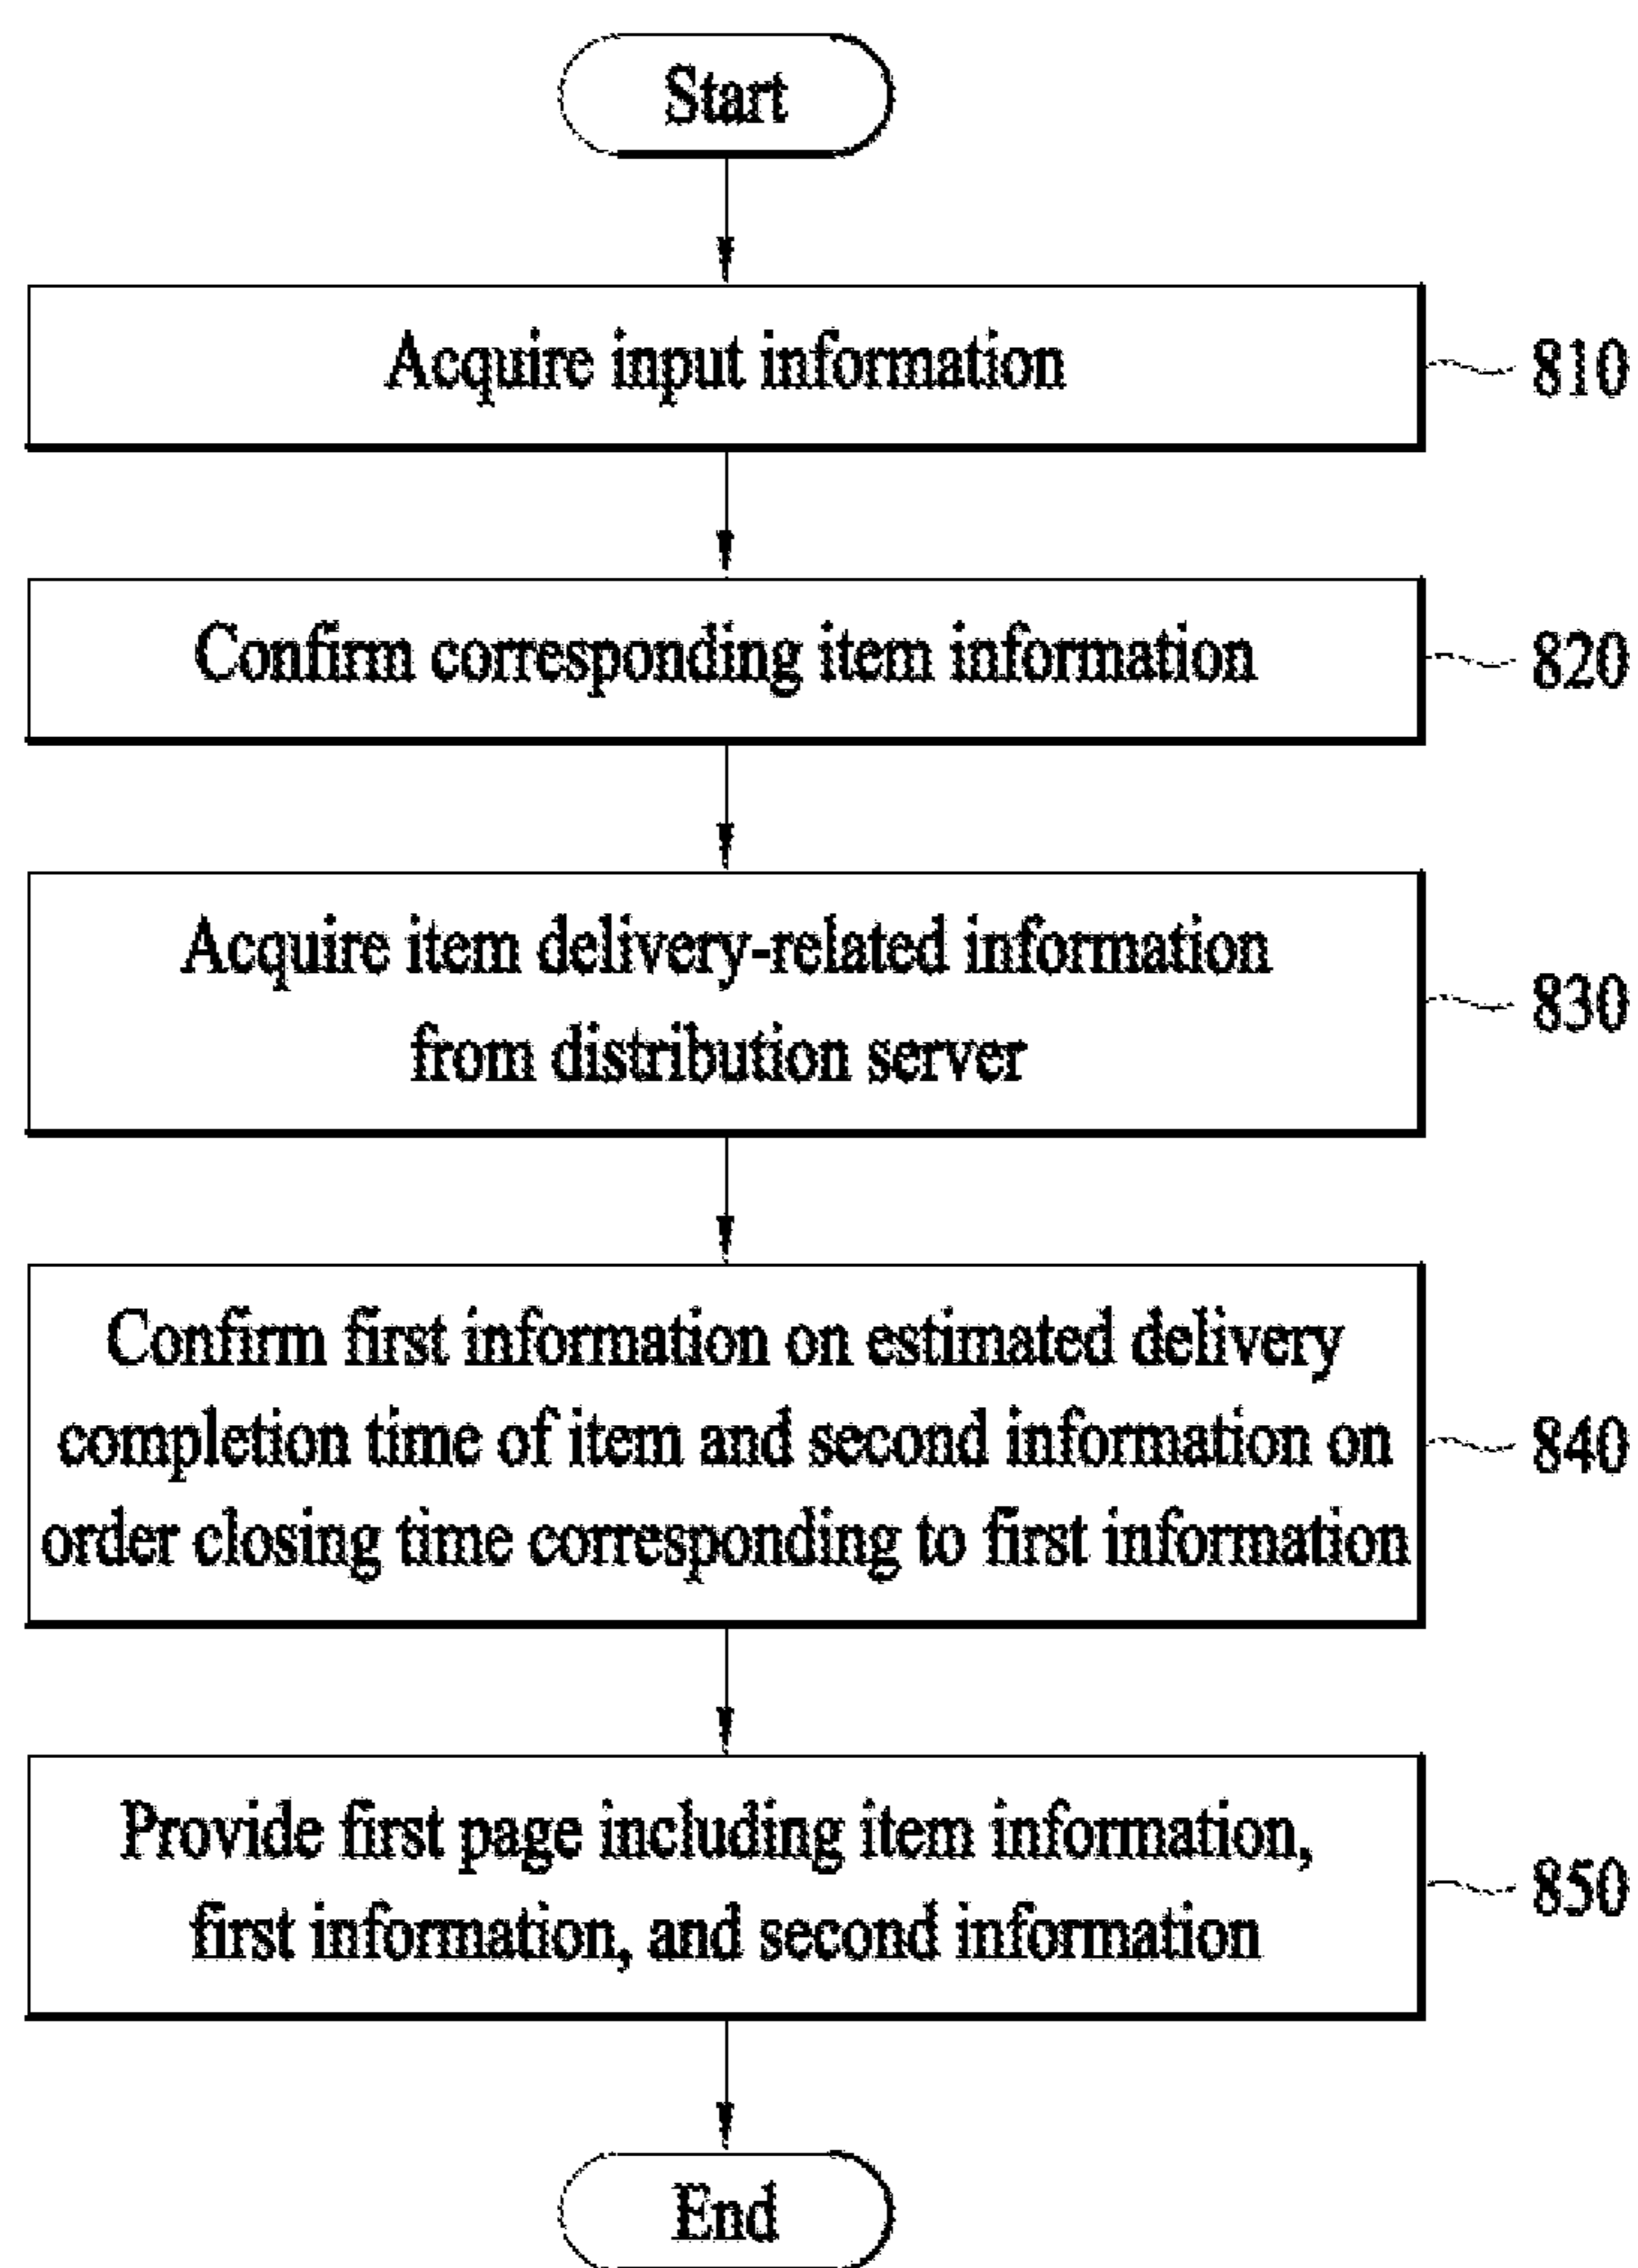 Start
Acquire input information
810
Confirm corresponding item information
820
Acquire item delivery-related information
from distribution server
830
Confirm first information on estimated delivery
completion time of item and second information on
order closing time corresponding to first information
840
Provide first page including item information,
first information, and second information
850
End